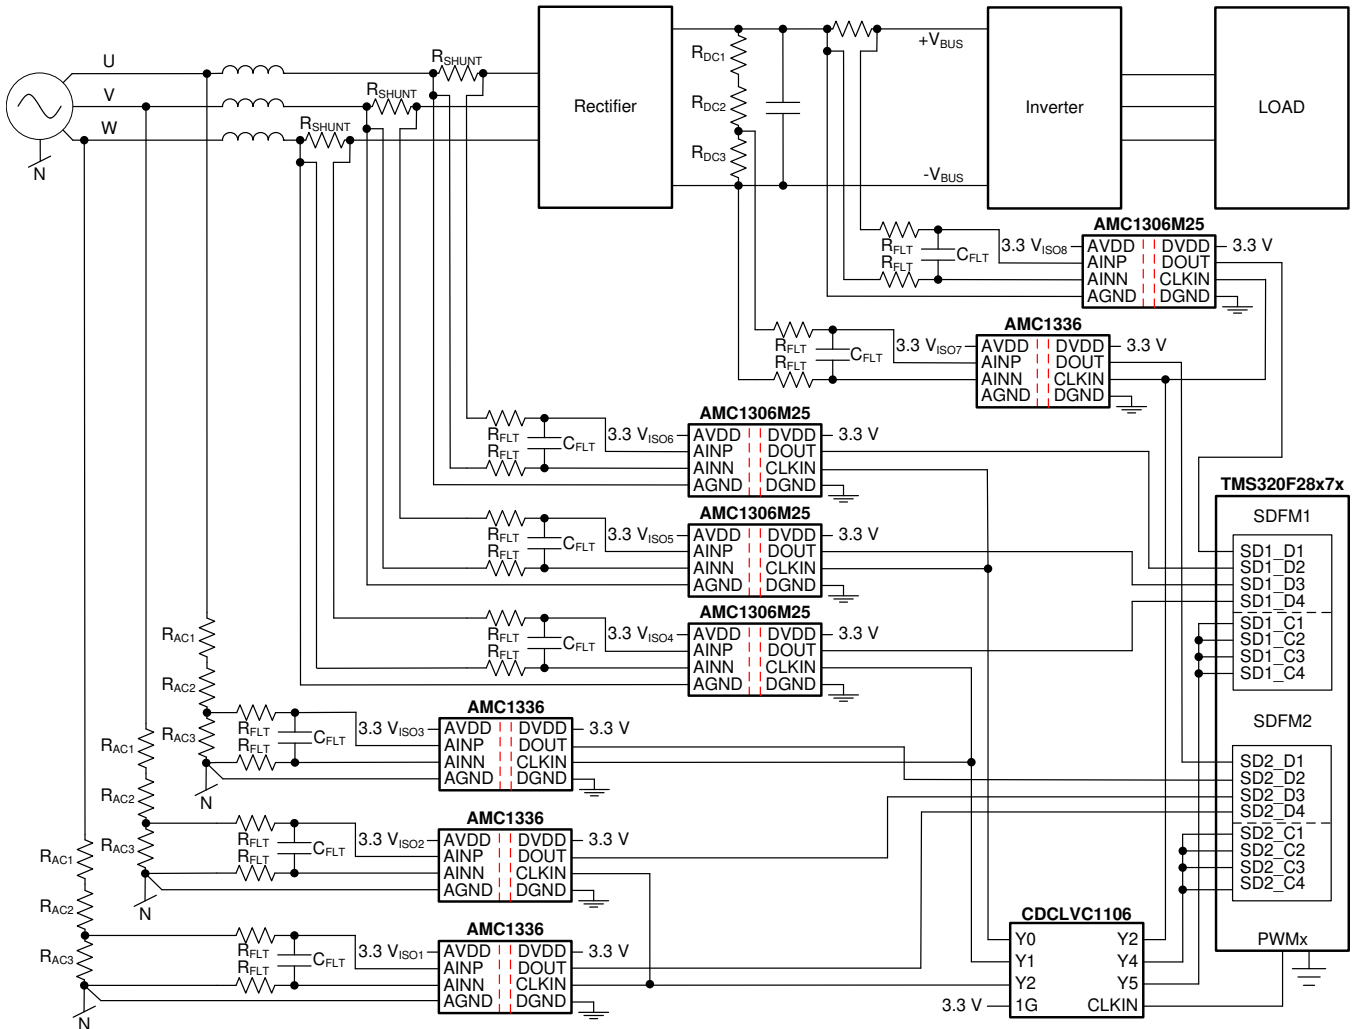 U
V
W
N
R_SHUNT
R_SHUNT
R_SHUNT
Rectifier
R_DC1
R_DC2
R_DC3
+V_BUS
-V_BUS
Inverter
LOAD
AMC1306M25
R_FLT
R_FLT
C_FLT
3.3 V_ISO8
AVDD DVDD
AINP DOUT
AINN CLKIN
AGND DGND
3.3 V
AMC1336
R_FLT
R_FLT
C_FLT
3.3 V_ISO7
AVDD DVDD
AINP DOUT
AINN CLKIN
AGND DGND
3.3 V
AMC1306M25
R_FLT
R_FLT
C_FLT
3.3 V_ISO6
AVDD DVDD
AINP DOUT
AINN CLKIN
AGND DGND
3.3 V
AMC1306M25
R_FLT
R_FLT
C_FLT
3.3 V_ISO5
AVDD DVDD
AINP DOUT
AINN CLKIN
AGND DGND
3.3 V
AMC1306M25
R_FLT
R_FLT
C_FLT
3.3 V_ISO4
AVDD DVDD
AINP DOUT
AINN CLKIN
AGND DGND
3.3 V
R_AC1
R_AC2
R_AC3
N
AMC1336
R_FLT
R_FLT
C_FLT
3.3 V_ISO3
AVDD DVDD
AINP DOUT
AINN CLKIN
AGND DGND
3.3 V
R_AC1
R_AC2
R_AC3
N
AMC1336
R_FLT
R_FLT
C_FLT
3.3 V_ISO2
AVDD DVDD
AINP DOUT
AINN CLKIN
AGND DGND
3.3 V
R_AC1
R_AC2
R_AC3
N
AMC1336
R_FLT
R_FLT
C_FLT
3.3 V_ISO1
AVDD DVDD
AINP DOUT
AINN CLKIN
AGND DGND
3.3 V
TMS320F28x7x
SDFM1
SD1_D1
SD1_D2
SD1_D3
SD1_D4
SD1_C1
SD1_C2
SD1_C3
SD1_C4
SDFM2
SD2_D1
SD2_D2
SD2_D3
SD2_D4
SD2_C1
SD2_C2
SD2_C3
SD2_C4
PWMx
CDCLVC1106
Y0 Y2
Y1 Y4
Y2 Y5
3.3 V
1G CLKIN